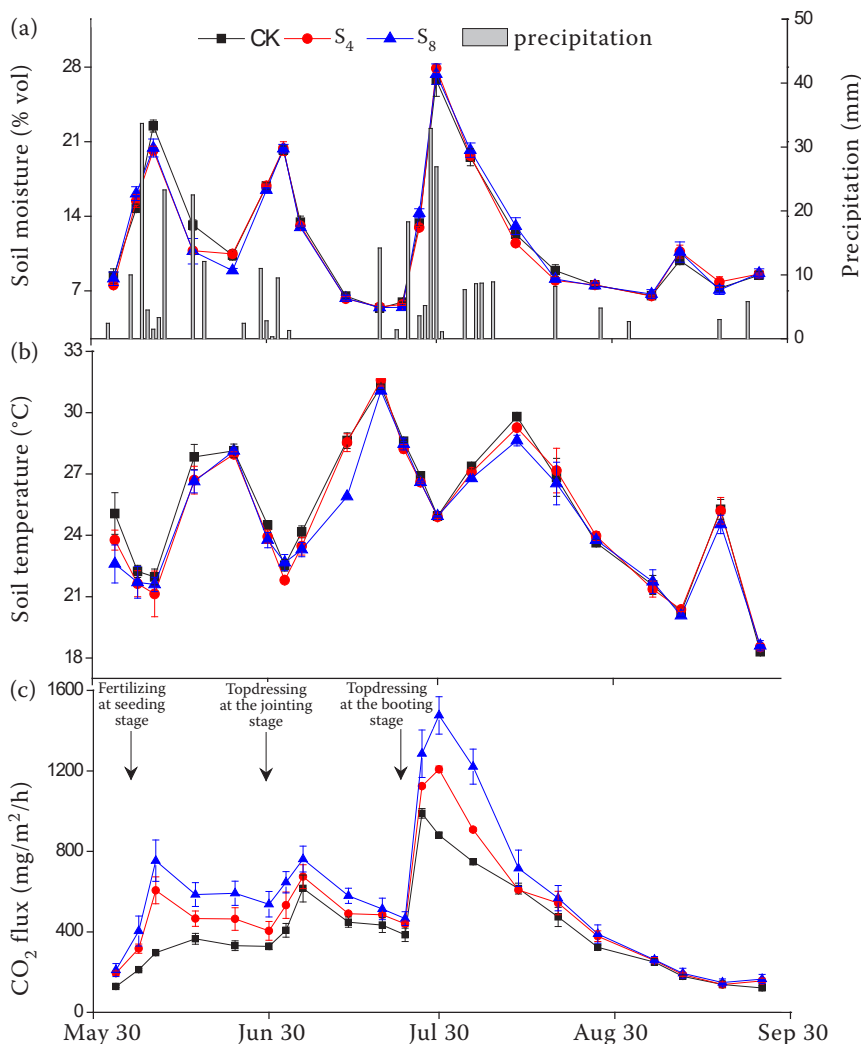 (a)
CK S₄ S₈ precipitation
Soil moisture (% vol)
28
21
14
7
Precipitation (mm)
50
40
30
20
10
0
(b)
Soil temperature (°C)
33
30
27
24
21
18
(c)
CO₂ flux (mg/m²/h)
1600
1200
800
400
0
Fertilizing
at seeding
stage
Topdressing
at the jointing
stage
Topdressing
at the booting
stage
May 30 Jun 30 Jul 30 Aug 30 Sep 30